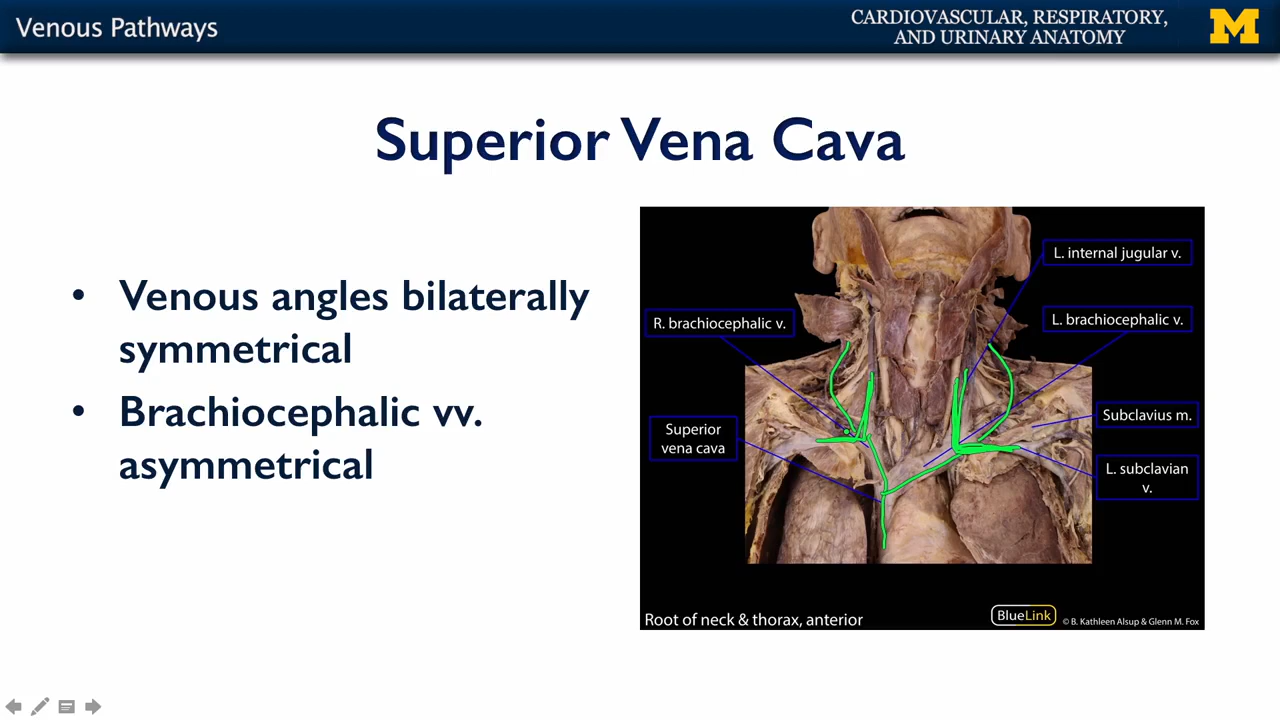 Venous Pathways
CARDIOVASCULAR, RESPIRATORY,
AND URINARY ANATOMY
M
Superior Vena Cava
• Venous angles bilaterally
symmetrical
• Brachiocephalic vv.
asymmetrical
L. internal jugular v.
R. brachiocephalic v.
L. brachiocephalic v.
Superior
vena cava
Subclavius m.
L. subclavian
v.
Root of neck & thorax, anterior
BlueLink
© B. Kathleen Alsup & Glenn M. Fox